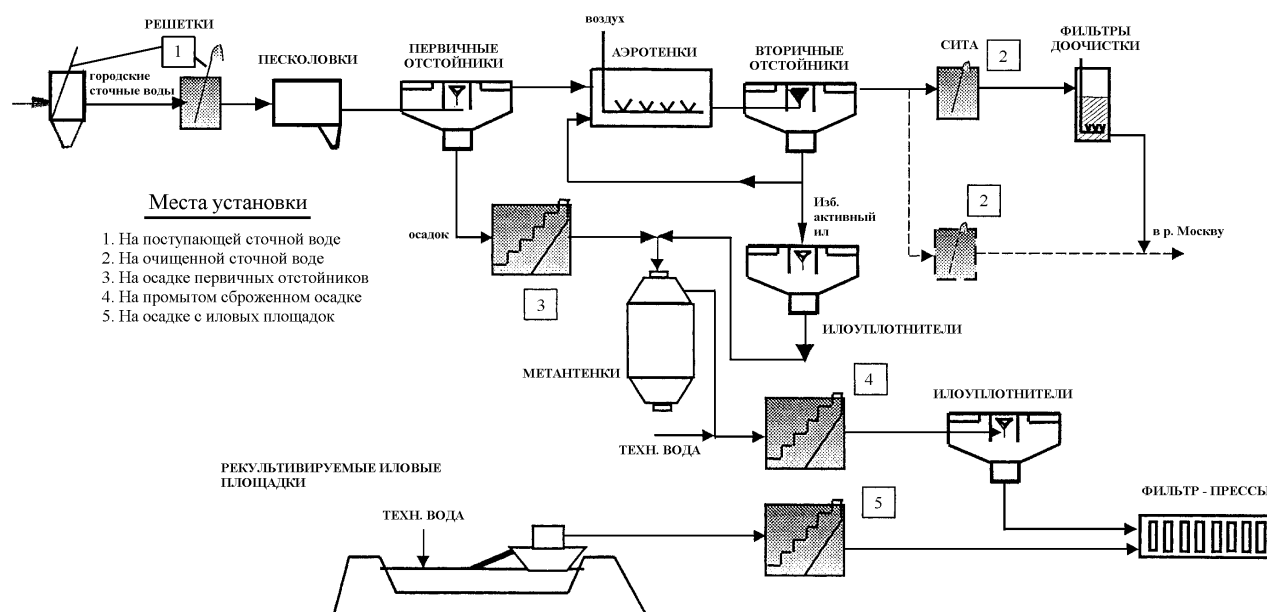 РЕШЕТКИ
1
городские
сточные воды
ПЕСКОЛОВКИ
ПЕРВИЧНЫЕ
ОТСТОЙНИКИ
воздух
АЭРОТЕНКИ
ВТОРИЧНЫЕ
ОТСТОЙНИКИ
СИТА
2
ФИЛЬТРЫ
ДООЧИСТКИ
Места установки
1. На поступающей сточной воде
2. На очищенной сточной воде
3. На осадке первичных отстойников
4. На промытом сброженном осадке
5. На осадке с иловых площадок
осадок
3
Изб.
активный
ил
2
в р. Москву
ИЛОУПЛОТНИТЕЛИ
МЕТАНТЕНКИ
4
ИЛОУПЛОТНИТЕЛИ
ТЕХН. ВОДА
РЕКУЛЬТИВИРУЕМЫЕ ИЛОВЫЕ
ПЛОЩАДКИ
ТЕХН. ВОДА
5
ФИЛЬТР - ПРЕССЫ